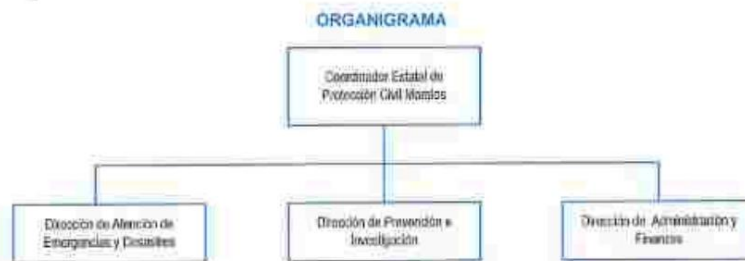 ORGANIGRAMA
Coordinador Estatal de
Protección Civil Morelos
Dirección de Atención de
Emergencias y Desastres
Dirección de Prevención e
Investigación
Dirección de Administración y
Finanzas